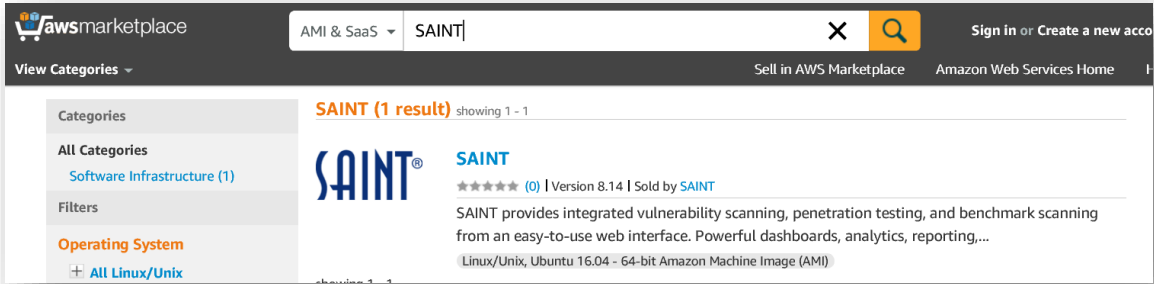 awsmarketplace
AMI & SaaS
SAINT
Sign in or Create a new acco
View Categories
Sell in AWS Marketplace
Amazon Web Services Home
H
Categories
All Categories
Software Infrastructure (1)
Filters
Operating System
All Linux/Unix
SAINT (1 result) showing 1 - 1
SAINT®
SAINT
(0) | Version 8.14 | Sold by SAINT
SAINT provides integrated vulnerability scanning, penetration testing, and benchmark scanning
from an easy-to-use web interface. Powerful dashboards, analytics, reporting,...
Linux/Unix, Ubuntu 16.04 - 64-bit Amazon Machine Image (AMI)
showing 1 - 1